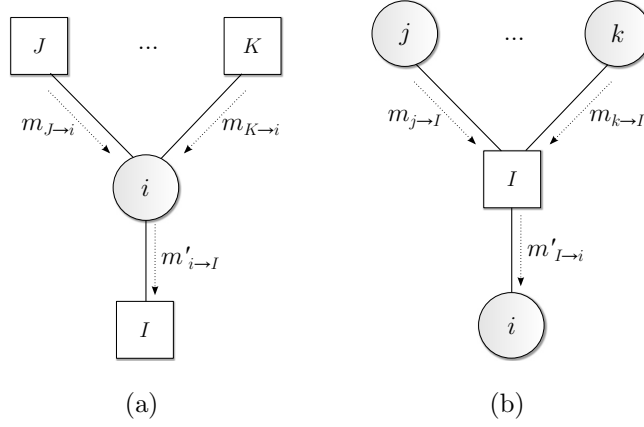 J ... K j ... k
m_{J→i} m_{K→i} m_{j→I} m_{k→I}
i I
m'_{i→I} m'_{I→i}
I i
(a) (b)